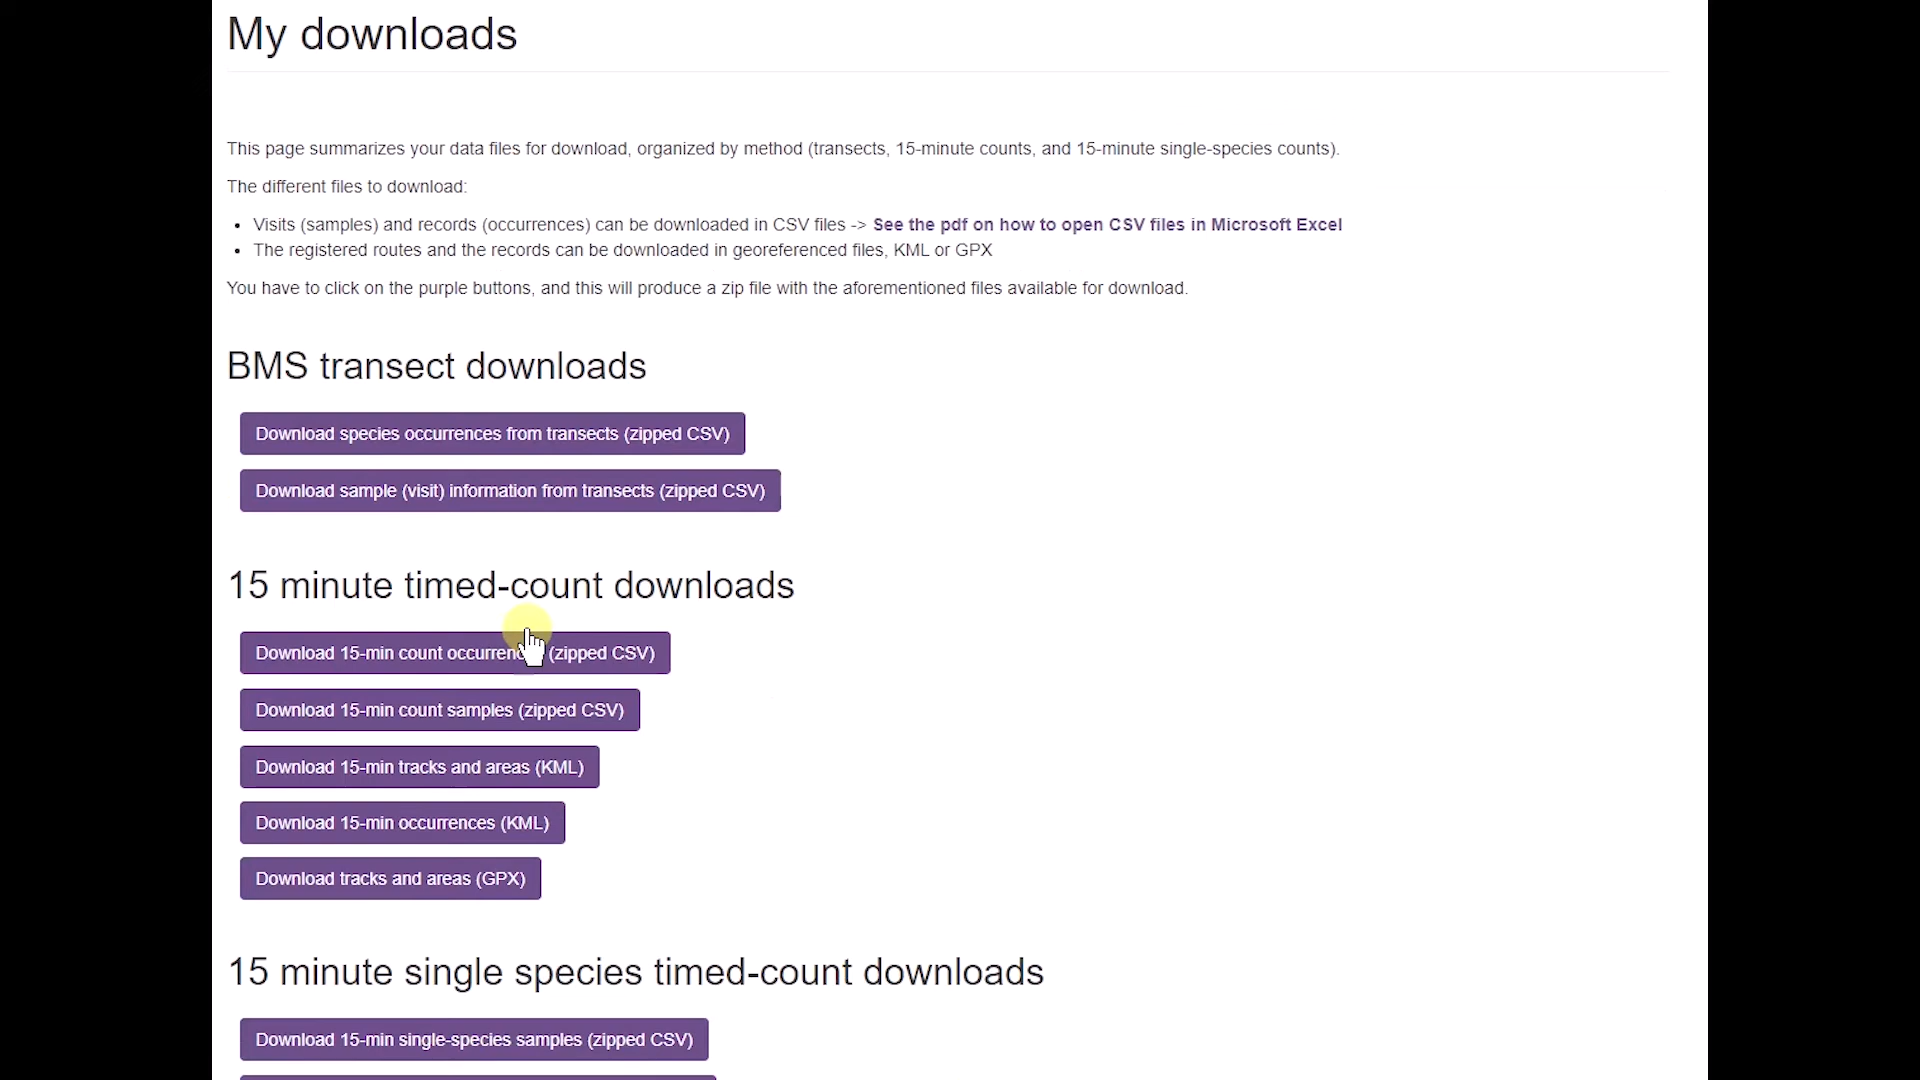 My downloads
This page summarizes your data files for download, organized by method (transects, 15-minute counts, and 15-minute single-species counts).
The different files to download:
• Visits (samples) and records (occurrences) can be downloaded in CSV files -> See the pdf on how to open CSV files in Microsoft Excel
• The registered routes and the records can be downloaded in georeferenced files, KML or GPX
You have to click on the purple buttons, and this will produce a zip file with the aforementioned files available for download.
BMS transect downloads
Download species occurrences from transects (zipped CSV)
Download sample (visit) information from transects (zipped CSV)
15 minute timed-count downloads
Download 15-min count (zipped CSV)
Download 15-min count samples (zipped CSV)
Download 15-min tracks and areas (KML)
Download 15-min occurrences (KML)
Download tracks and areas (GPX)
15 minute single species timed-count downloads
Download 15-min single-species samples (zipped CSV)